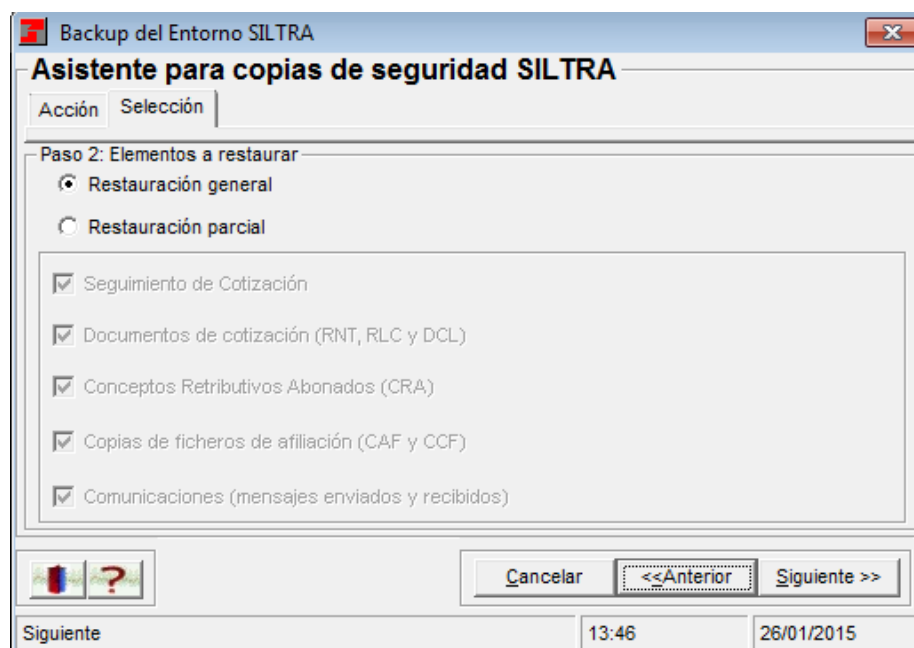 Backup del Entorno SILTRA
Asistente para copias de seguridad SILTRA
Acción Selección
Paso 2: Elementos a restaurar
Restauración general
Restauración parcial
Seguimiento de Cotización
Documentos de cotización (RNT, RLC y DCL)
Conceptos Retributivos Abonados (CRA)
Copias de ficheros de afiliación (CAF y CCF)
Comunicaciones (mensajes enviados y recibidos)
? Cancelar <<Anterior Siguiente >>
Siguiente 13:46 26/01/2015